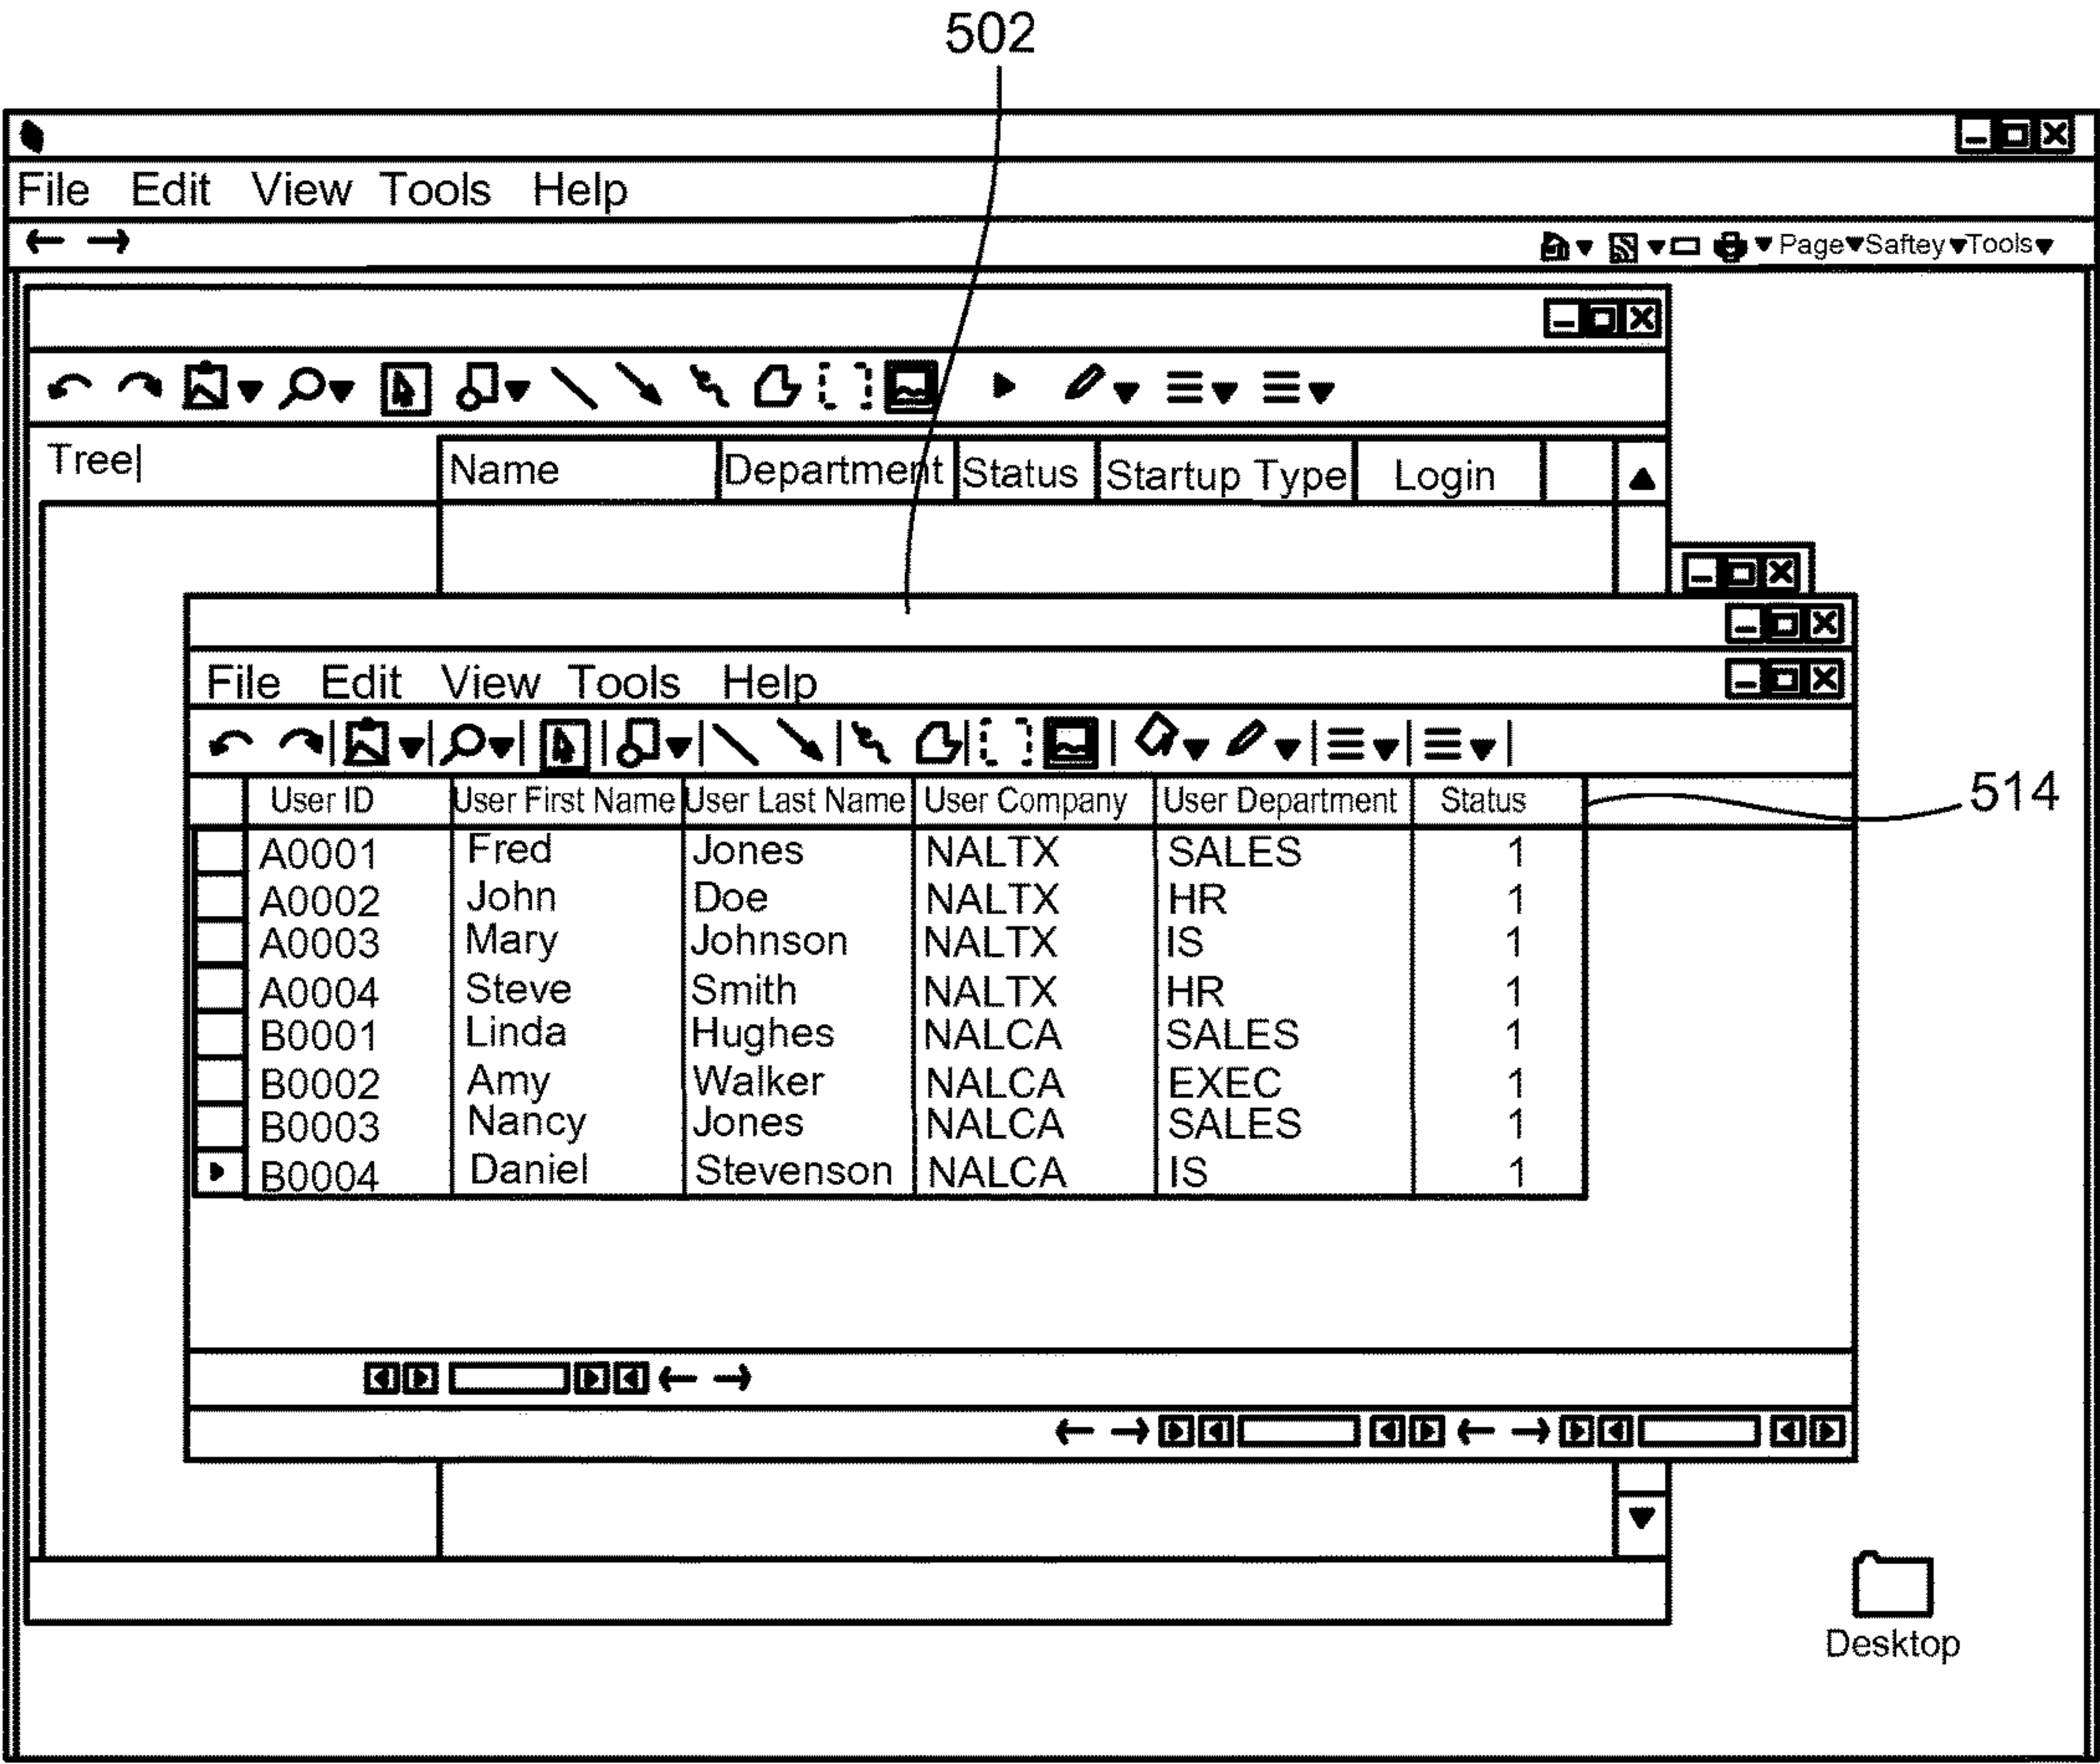 502
File Edit View Tools Help
Page Saftey Tools
Tree Name Department Status Startup Type Login
File Edit View Tools Help
User ID User First Name User Last Name User Company User Department Status
514
A0001 Fred Jones NALTX SALES 1
A0002 John Doe NALTX HR 1
A0003 Mary Johnson NALTX IS 1
A0004 Steve Smith NALTX HR 1
B0001 Linda Hughes NALCA SALES 1
B0002 Amy Walker NALCA EXEC 1
B0003 Nancy Jones NALCA SALES 1
B0004 Daniel Stevenson NALCA IS 1
Desktop